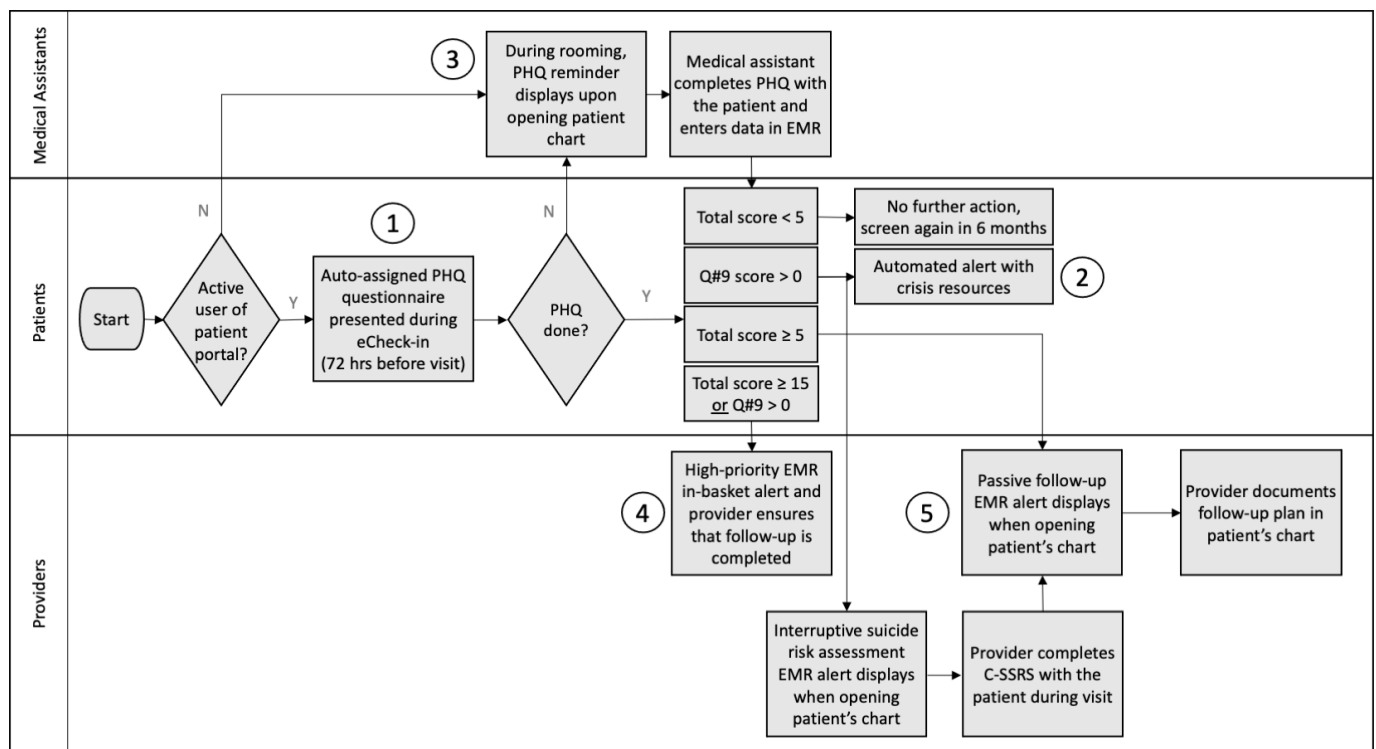 Medical Assistants
3
During rooming,
PHQ reminder
displays upon
opening patient
chart
Medical assistant
completes PHQ with
the patient and
enters data in EMR
Patients
Start
Active
user of
patient
portal?
N
Y
1
Auto-assigned PHQ
questionnaire
presented during
eCheck-in
(72 hrs before visit)
PHQ
done?
N
Y
Total score < 5
No further action,
screen again in 6 months
Q#9 score > 0
Automated alert with
crisis resources
2
Total score ≥ 5
Total score ≥ 15
or Q#9 > 0
Providers
4
High-priority EMR
in-basket alert and
provider ensures
that follow-up is
completed
5
Passive follow-up
EMR alert displays
when opening
patient’s chart
Provider documents
follow-up plan in
patient’s chart
Interruptive suicide
risk assessment
EMR alert displays
when opening
patient’s chart
Provider completes
C-SSRS with the
patient during visit